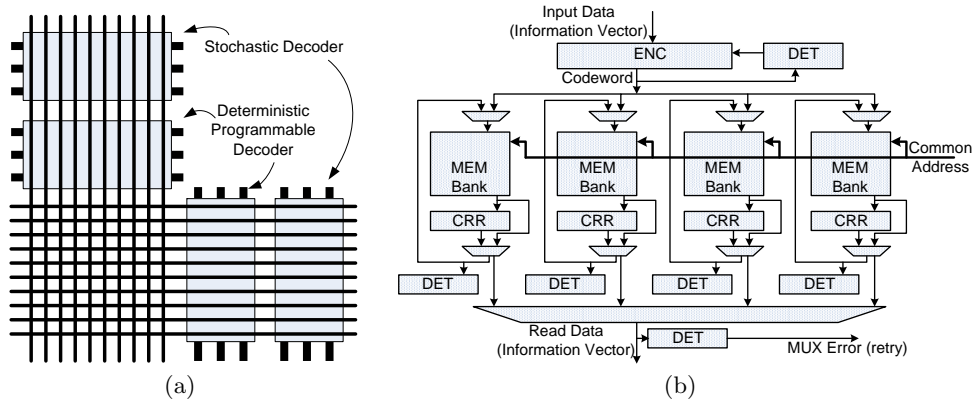 Stochastic Decoder
Deterministic
Programmable
Decoder
(a)
Input Data
(Information Vector)
ENC
DET
Codeword
MEM
Bank
MEM
Bank
MEM
Bank
MEM
Bank
Common
Address
CRR
CRR
CRR
CRR
DET
DET
DET
DET
Read Data
(Information Vector)
DET
MUX Error (retry)
(b)